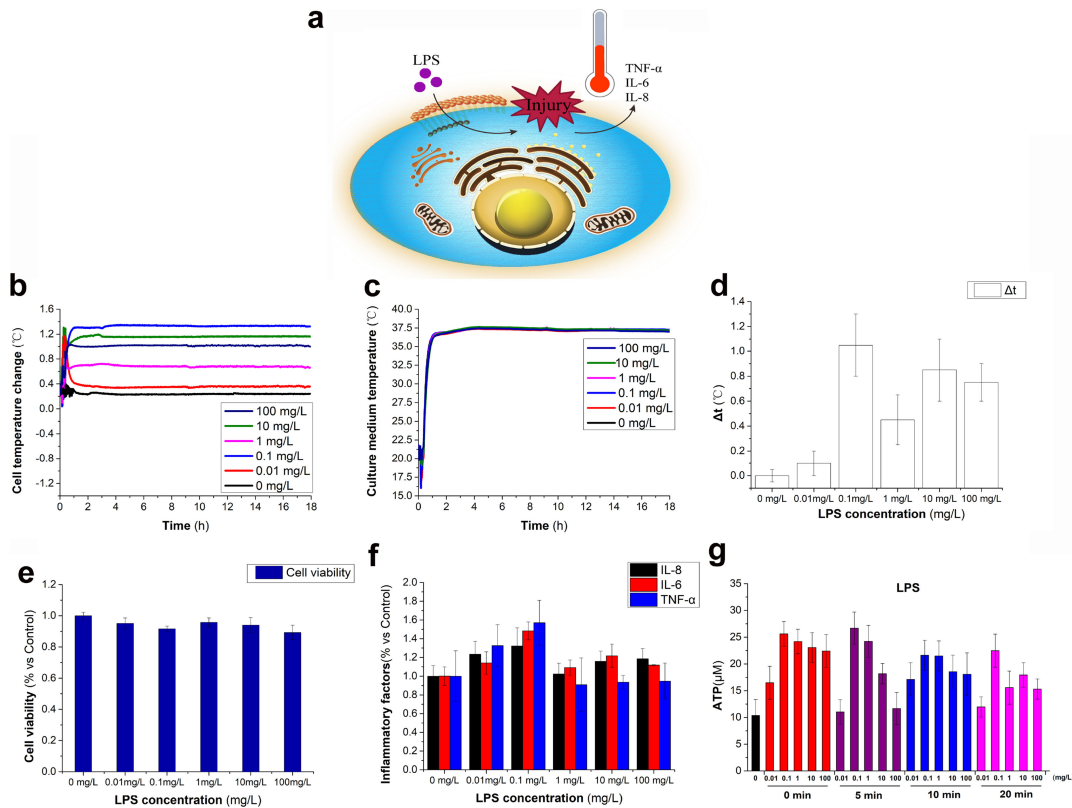 a
LPS
Injury
TNF-α
IL-6
IL-8
b
Cell temperature change (℃)
1.6
1.2
0.8
0.4
0.0
-0.4
-0.8
-1.2
100 mg/L
10 mg/L
1 mg/L
0.1 mg/L
0.01 mg/L
0 mg/L
0 2 4 6 8 10 12 14 16 18
Time (h)
c
Culture medium temperature (℃)
40.0
37.5
35.0
32.5
30.0
27.5
25.0
22.5
20.0
17.5
15.0
100 mg/L
10 mg/L
1 mg/L
0.1 mg/L
0.01 mg/L
0 mg/L
0 2 4 6 8 10 12 14 16 18
Time (h)
d
Δt
Δt (℃)
1.4
1.2
1.0
0.8
0.6
0.4
0.2
0.0
0 mg/L 0.01mg/L 0.1mg/L 1 mg/L 10 mg/L 100 mg/L
LPS concentration (mg/L)
e
Cell viability
Cell viability (% vs Control)
1.2
1.0
0.8
0.6
0.4
0.2
0.0
0 mg/L 0.01mg/L 0.1mg/L 1mg/L 10mg/L 100mg/L
LPS concentration (mg/L)
f
IL-8
IL-6
TNF-α
Inflammatory factors(% vs Control)
2.0
1.8
1.6
1.4
1.2
1.0
0.8
0.6
0.4
0.2
0.0
0 mg/L 0.01mg/L 0.1 mg/L 1 mg/L 10 mg/L 100 mg/L
LPS concentration (mg/L)
g
LPS
ATP(μM)
35
30
25
20
15
10
5
0
0 0.01 0.1 1 10 100 0.01 0.1 1 10 100 0.01 0.1 1 10 100 0.01 0.1 1 10 100 (mg/L)
0 min 5 min 10 min 20 min